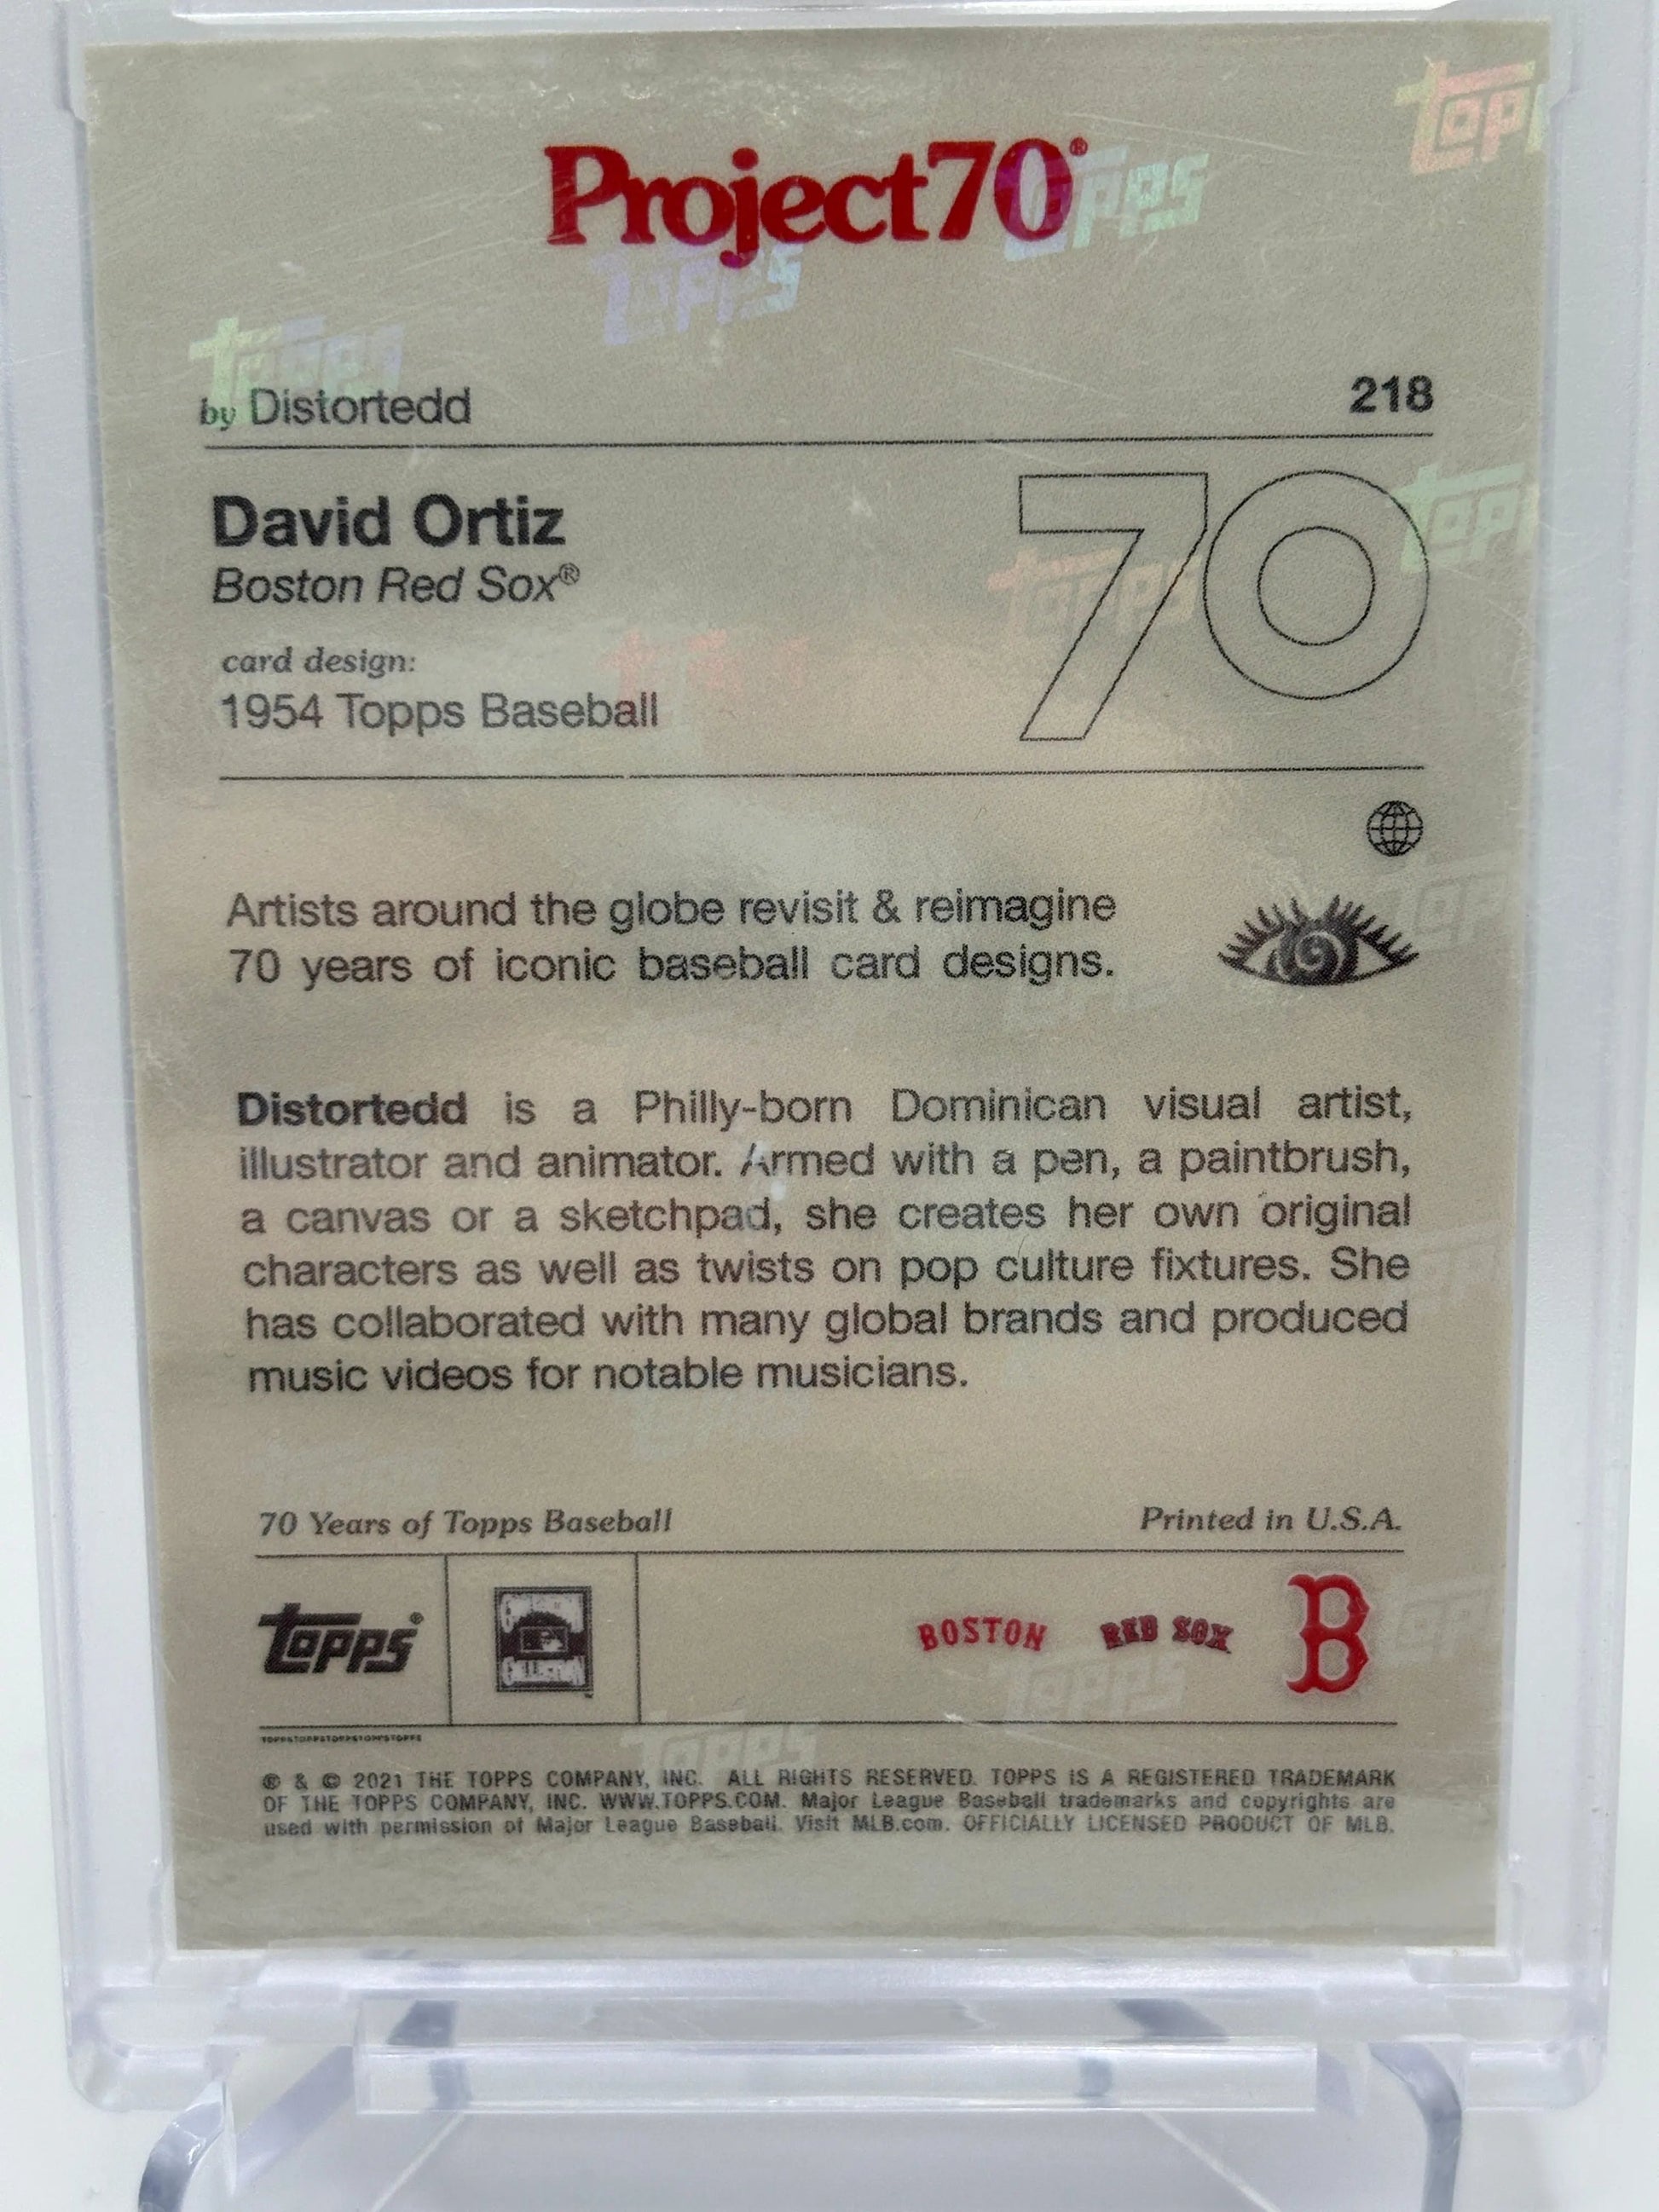 Project70®
by Distortedd
218
David Ortiz
Boston Red Sox®
card design:
1954 Topps Baseball
70
Artists around the globe revisit & reimagine
70 years of iconic baseball card designs.
Distortedd is a Philly-born Dominican visual artist,
illustrator and animator. Armed with a pen, a paintbrush,
a canvas or a sketchpad, she creates her own original
characters as well as twists on pop culture fixtures. She
has collaborated with many global brands and produced
music videos for notable musicians.
70 Years of Topps Baseball
Printed in U.S.A.
Topps®
BOSTON RED SOX B
® & © 2021 THE TOPPS COMPANY, INC. ALL RIGHTS RESERVED. TOPPS IS A REGISTERED TRADEMARK
OF THE TOPPS COMPANY, INC. WWW.TOPPS.COM. Major League Baseball trademarks and copyrights are
used with permission of Major League Baseball. Visit MLB.com. OFFICIALLY LICENSED PRODUCT OF MLB.